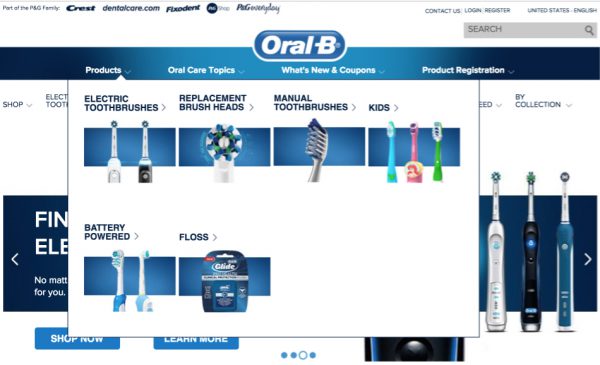 Part of the P&G Family: Crest dentalcare.com Fixodent P&G Shop P&Geveryday
CONTACT US: LOGIN REGISTER
UNITED STATES - ENGLISH
SEARCH
Oral-B
Products
Oral Care Topics
What's New & Coupons
Product Registration
SHOP
ELECT
TOOTH
ELECTRIC
TOOTHBRUSHES
REPLACEMENT
BRUSH HEADS
MANUAL
TOOTHBRUSHES
KIDS
EED
BY
COLLECTION
BATTERY
POWERED
FLOSS
Glide
FIN
ELE
No matt
for you.
SHOP NOW
LEARN MORE